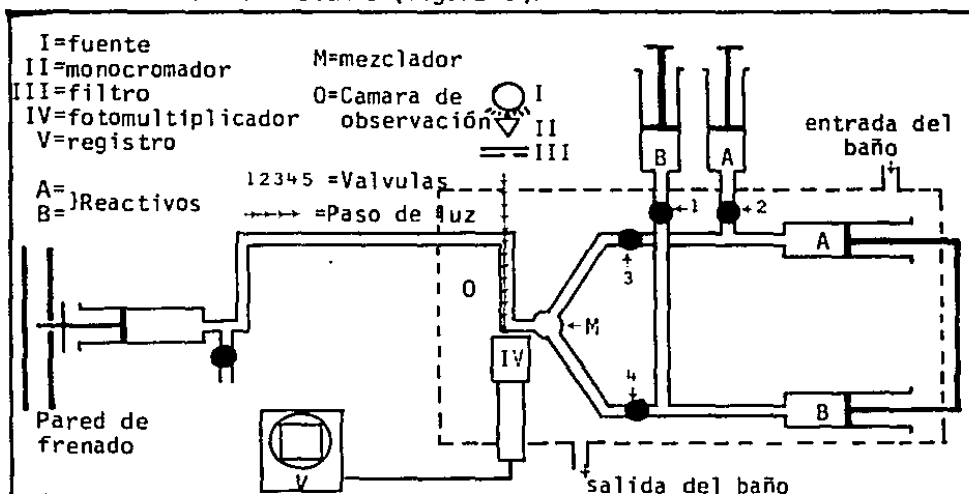 I=fuente
II=monocromador
III=filtro
IV=fotomultiplicador
V=registro
M=mezclador
O=Camara de
observación
I
II
III
A=
B= }Reactivos
12345 =Valvulas
=Paso de luz
B
A
entrada del
baño
1
2
A
3
O
M
IV
4
B
Pared de
frenado
V
salida del baño